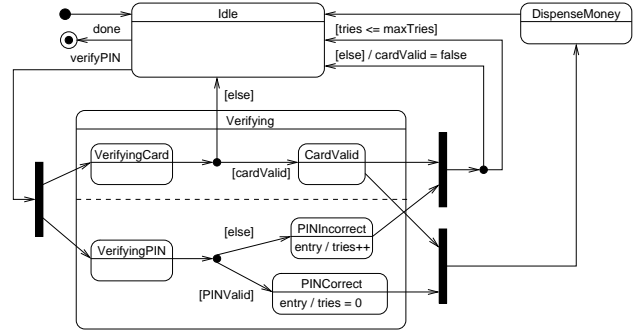 Idle
DispenseMoney
done
[tries <= maxTries]
verifyPIN
[else] / cardValid = false
[else]
Verifying
VerifyingCard
CardValid
[cardValid]
[else]
PINIncorrect
entry / tries++
VerifyingPIN
PINCorrect
[PINValid]
entry / tries = 0